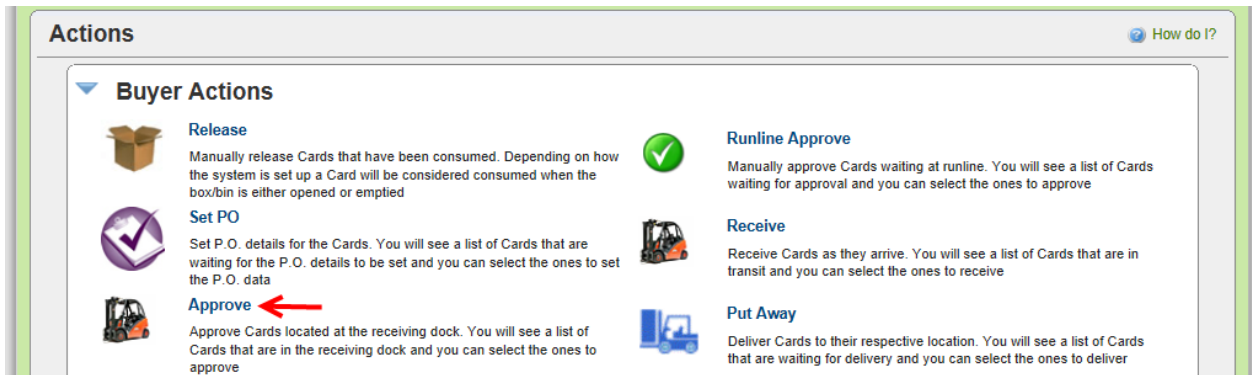 Actions
How do I?
Buyer Actions
Release
Manually release Cards that have been consumed. Depending on how
the system is set up a Card will be considered consumed when the
box/bin is either opened or emptied
Set PO
Set P.O. details for the Cards. You will see a list of Cards that are
waiting for the P.O. details to be set and you can select the ones to set
the P.O. data
Approve
Approve Cards located at the receiving dock. You will see a list of
Cards that are in the receiving dock and you can select the ones to
approve
Runline Approve
Manually approve Cards waiting at runline. You will see a list of Cards
waiting for approval and you can select the ones to approve
Receive
Receive Cards as they arrive. You will see a list of Cards that are in
transit and you can select the ones to receive
Put Away
Deliver Cards to their respective location. You will see a list of Cards
that are waiting for delivery and you can select the ones to deliver